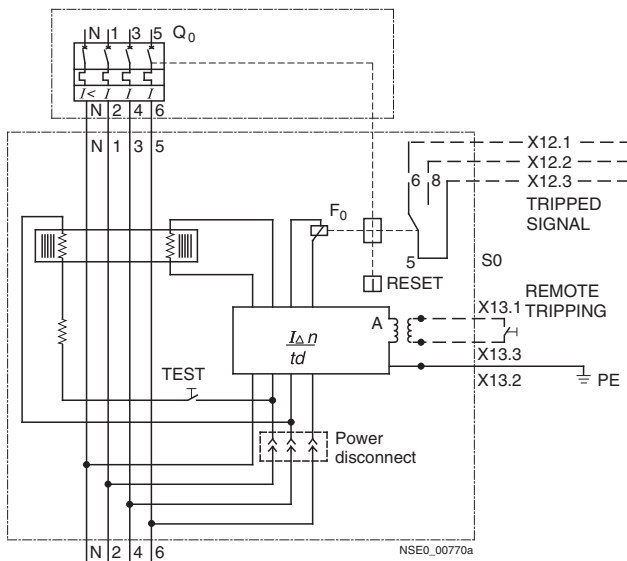 N 1 3 5 Q0
I< I I I
N 2 4 6
N 1 3 5
X12.1
6 8 X12.2
X12.3
F0
TRIPPED
SIGNAL
5 S0
RESET
REMOTE
X13.1 TRIPPING
A
I∆ n
td
X13.3
TEST
X13.2 PE
Power
disconnect
N 2 4 6
NSE0_00770a